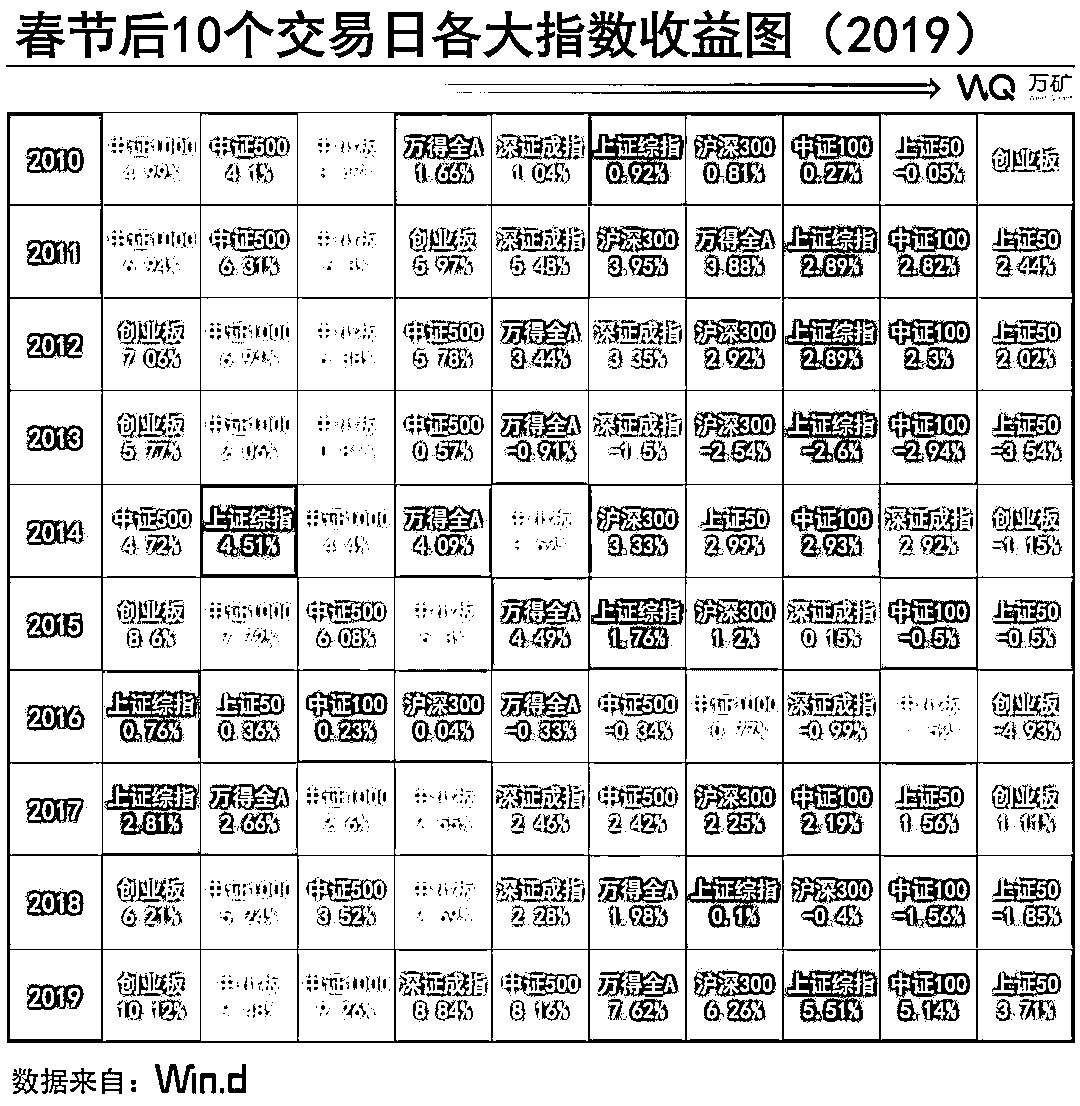 春节后10个交易日各大指数收益图（2019）
WQ 万矿
2010 中证1000 中证500 4.1% 万得全A 1.66% 深证成指 1.04% 上证综指 0.92% 沪深300 0.81% 中证100 0.27% 上证50 -0.05% 创业板
2011 中证1000 中证500 6.31% 创业板 5.97% 深证成指 5.48% 沪深300 3.95% 万得全A 3.88% 上证综指 2.89% 中证100 2.82% 上证50 2.44%
2012 创业板 7.06% 中证1000 中证500 5.78% 万得全A 3.44% 深证成指 3.35% 沪深300 2.92% 上证综指 2.89% 中证100 2.3% 上证50 2.02%
2013 创业板 5.77% 中证1000 中证500 0.57% 万得全A -0.91% 深证成指 -1.5% 沪深300 -2.54% 上证综指 -2.6% 中证100 -2.94% 上证50 -3.54%
2014 中证500 4.72% 上证综指 4.51% 中证1000 万得全A 4.09% 沪深300 3.33% 上证50 2.99% 中证100 2.93% 深证成指 2.92% 创业板 -1.15%
2015 创业板 8.6% 中证1000 中证500 6.08% 万得全A 4.49% 上证综指 1.76% 沪深300 1.2% 深证成指 0.15% 中证100 -0.5% 上证50 -0.5%
2016 上证综指 0.76% 上证50 0.36% 中证100 0.23% 沪深300 0.04% 万得全A -0.33% 中证500 -0.34% 中证1000 深证成指 -0.99% 创业板 -4.93%
2017 上证综指 2.81% 万得全A 2.66% 中证1000 深证成指 2.46% 中证500 2.42% 沪深300 2.25% 中证100 2.19% 上证50 1.56% 创业板 1.01%
2018 创业板 6.21% 中证1000 中证500 3.52% 深证成指 2.28% 万得全A 1.98% 上证综指 0.1% 沪深300 -0.4% 中证100 -1.56% 上证50 -1.85%
2019 创业板 10.12% 中证1000 深证成指 8.84% 中证500 8.16% 万得全A 7.62% 沪深300 6.26% 上证综指 5.51% 中证100 5.14% 上证50 3.71%
数据来自：Win.d